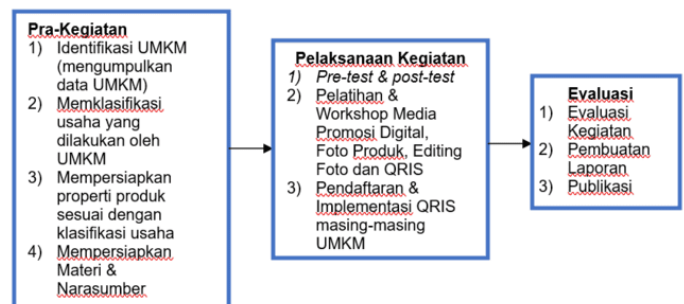 Pra-Kegiatan
1) Identifikasi UMKM
(mengumpulkan
data UMKM)
2) Memklasifikasi
usaha yang
dilakukan oleh
UMKM
3) Mempersiapkan
properti produk
sesuai dengan
klasifikasi usaha
4) Mempersiapkan
Materi &
Narasumber
Pelaksanaan Kegiatan
1) Pre-test & post-test
2) Pelatihan &
Workshop Media
Promosi Digital,
Foto Produk, Editing
Foto dan QRIS
3) Pendaftaran &
Implementasi QRIS
masing-masing
UMKM
Evaluasi
1) Evaluasi
Kegiatan
2) Pembuatan
Laporan
3) Publikasi